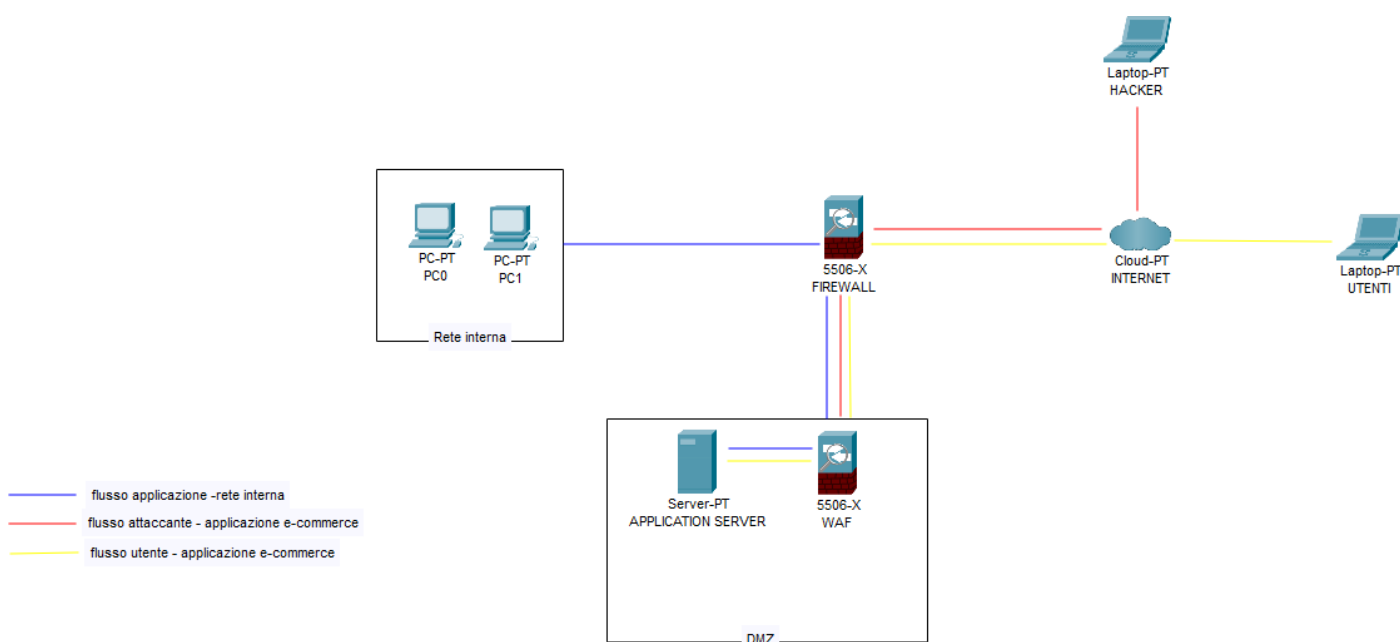 Laptop-PT
HACKER
PC-PT
PC0
PC-PT
PC1
Rete interna
5506-X
FIREWALL
Cloud-PT
INTERNET
Laptop-PT
UTENTI
Server-PT
APPLICATION SERVER
5506-X
WAF
DMZ
flusso applicazione -rete interna
flusso attaccante - applicazione e-commerce
flusso utente - applicazione e-commerce